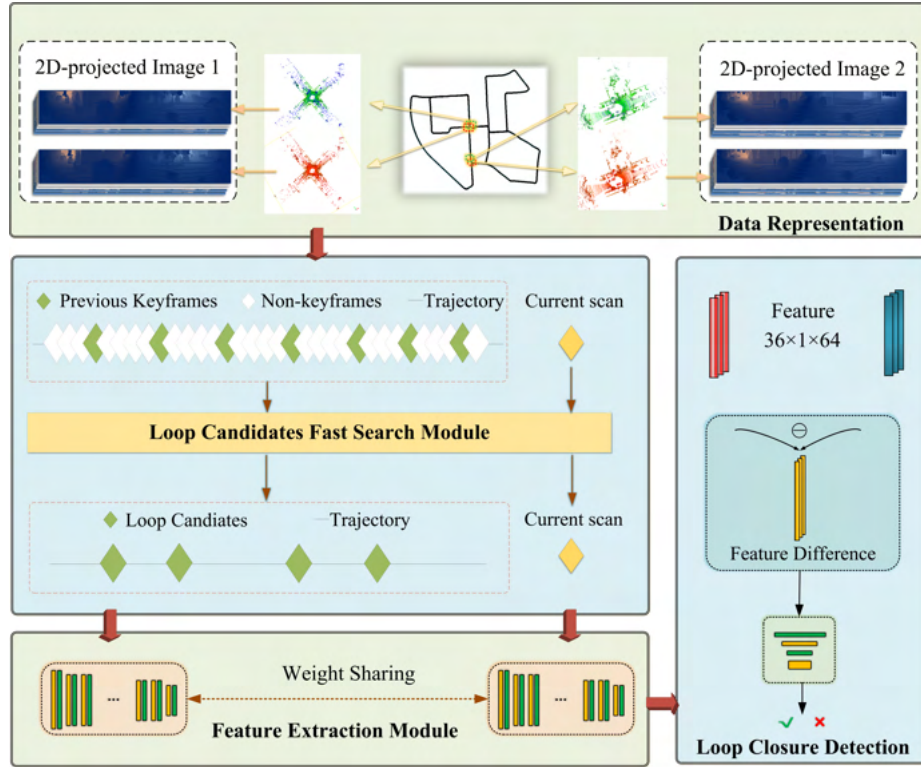 2D-projected Image 1
2D-projected Image 2
Data Representation
Previous Keyframes
Non-keyframes
Trajectory
Current scan
Loop Candidates Fast Search Module
Loop Candiates
Trajectory
Current scan
Weight Sharing
Feature Extraction Module
Feature
36×1×64
Feature Difference
Loop Closure Detection